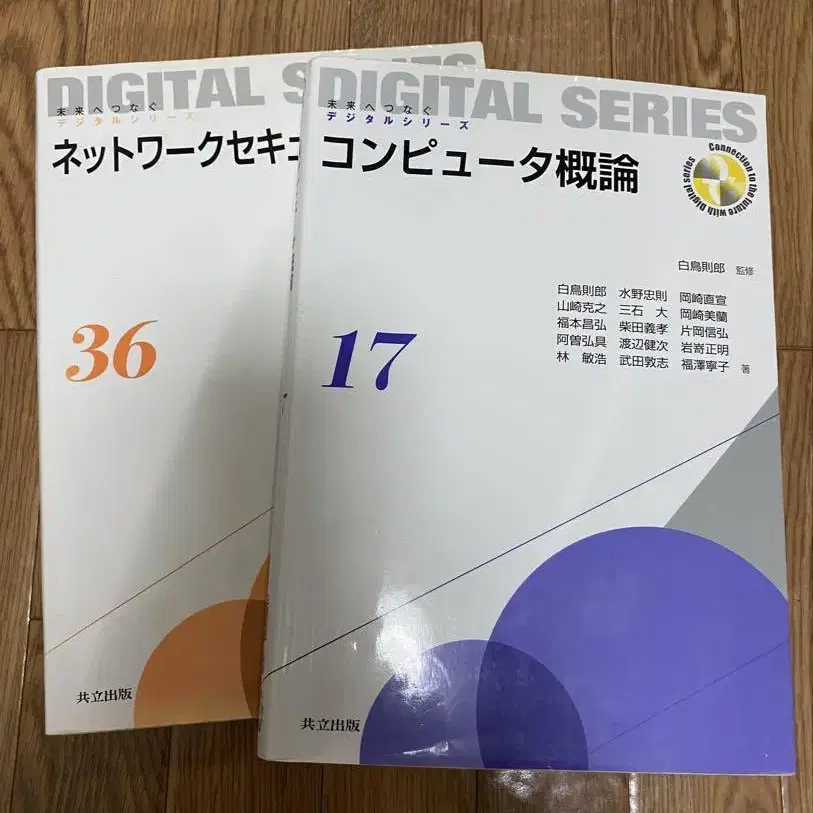 DIGITAL S
未来へつなぐ
デジタルシリーズ
ネットワークセキュ
36
共立出版
DIGITAL SERIES
未来へつなぐ
デジタルシリーズ
コンピュータ概論
Connection to the future with Digital series
白鳥則郎 監修
白鳥則郎 水野忠則 岡崎直宣
山崎克之 三石 大 岡崎美蘭
福本昌弘 柴田義孝 片岡信弘
阿曽弘具 渡辺健次 岩嵜正明
林 敏浩 武田敦志 福澤寧子 著
17
共立出版